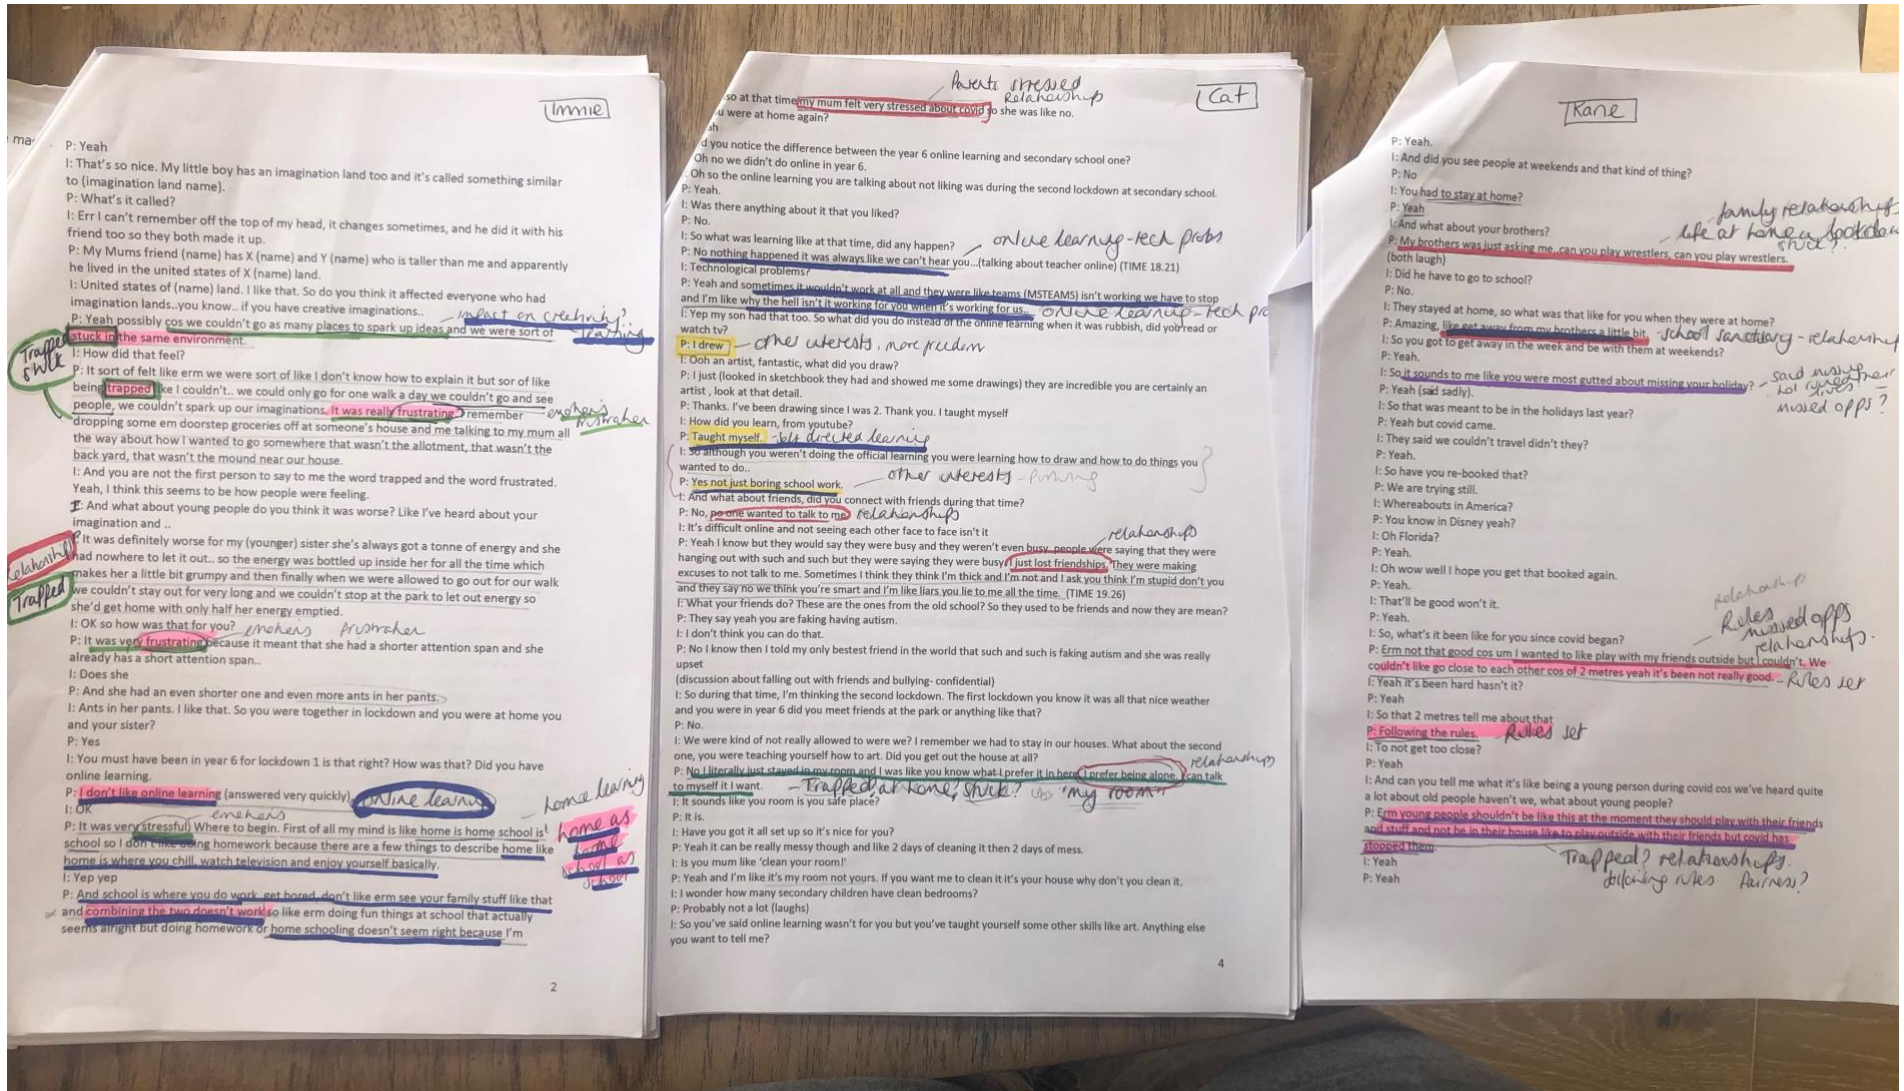 Immie
P: Yeah
I: That's so nice. My little boy has an imagination land too and it's called something similar
to (imagination land name).
P: What's it called?
I: Err I can't remember off the top of my head, it changes sometimes, and he did it with his
friend too so they both made it up.
P: My Mums friend (name) has X (name) and Y (name) who is taller than me and apparently
he lived in the united states of X (name) land.
I: United states of (name) land. I like that. So do you think it affected everyone who had
imagination lands..you know.. if you have creative imaginations..
impact on creativity?
P: Yeah possibly cos we couldn't go as many places to spark up ideas and we were sort of
learning
stuck in the same environment.
Trapped
stuck
I: How did that feel?
P: It sort of felt like erm we were sort of like I don't know how to explain it but sor of like
being trapped like I couldn't.. we could only go for one walk a day we couldn't go and see
people, we couldn't spark up our imaginations. It was really frustrating I remember
emotions
frustration
dropping some em doorstep groceries off at someone's house and me talking to my mum all
the way about how I wanted to go somewhere that wasn't the allotment, that wasn't the
back yard, that wasn't the mound near our house.
I: And you are not the first person to say to me the word trapped and the word frustrated.
Yeah, I think this seems to be how people were feeling.
I: And what about young people do you think it was worse? Like I've heard about your
imagination and ..
Relationship
P: It was definitely worse for my (younger) sister she's always got a tonne of energy and she
had nowhere to let it out.. so the energy was bottled up inside her for all the time which
makes her a little bit grumpy and then finally when we were allowed to go out for our walk
Trapped
we couldn't stay out for very long and we couldn't stop at the park to let out energy so
she'd get home with only half her energy emptied.
I: OK so how was that for you?
emotions frustration
P: It was very frustrating because it meant that she had a shorter attention span and she
already has a short attention span..
I: Does she
P: And she had an even shorter one and even more ants in her pants.
I: Ants in her pants. I like that. So you were together in lockdown and you were at home you
and your sister?
P: Yes
I: You must have been in year 6 for lockdown 1 is that right? How was that? Did you have
online learning.
P: I don't like online learning (answered very quickly)
online learning
I: OK
emotions
home learning
P: It was very stressful) Where to begin. First of all my mind is like home is home school is
home as
home
school as
school
school so I don't like doing homework because there are a few things to describe home like
home is where you chill, watch television and enjoy yourself basically.
I: Yep yep
P: And school is where you do work, get bored, don't like erm see your family stuff like that
and combining the two doesn't work so like erm doing fun things at school that actually
seems alright but doing homework or home schooling doesn't seem right because I'm
2
Cat
Parents stressed
Relationship
so at that time my mum felt very stressed about covid so she was like no.
u were at home again?
ah
d you notice the difference between the year 6 online learning and secondary school one?
Oh no we didn't do online in year 6.
Oh so the online learning you are talking about not liking was during the second lockdown at secondary school.
P: Yeah.
I: Was there anything about it that you liked?
P: No.
I: So what was learning like at that time, did any happen?
online learning - tech probs
P: No nothing happened it was always like we can't hear you...(talking about teacher online) (TIME 18.21)
I: Technological problems?
P: Yeah and sometimes it wouldn't work at all and they were like teams (MSTEAMS) isn't working we have to stop
and I'm like why the hell isn't it working for you when it's working for us..
online learning - tech pro
I: Yep my son had that too. So what did you do instead of the online learning when it was rubbish, did you read or
watch tv?
P: I drew
other interests, more freedom
I: Ooh an artist, fantastic, what did you draw?
P: I just (looked in sketchbook they had and showed me some drawings) they are incredible you are certainly an
artist , look at that detail.
P: Thanks. I've been drawing since I was 2. Thank you. I taught myself
I: How did you learn, from youtube?
P: Taught myself.
- Self directed learning
I: So although you weren't doing the official learning you were learning how to draw and how to do things you
wanted to do..
P: Yes not just boring school work.
other interests - pursuing
I: And what about friends, did you connect with friends during that time?
P: No, no one wanted to talk to me
relationships
I: It's difficult online and not seeing each other face to face isn't it
relationships
P: Yeah I know but they would say they were busy and they weren't even busy people were saying that they were
hanging out with such and such but they were saying they were busy I just lost friendships. They were making
excuses to not talk to me. Sometimes I think they think I'm thick and I'm not and I ask you think I'm stupid don't you
and they say no we think you're smart and I'm like liars you lie to me all the time. (TIME 19.26)
I: What your friends do? These are the ones from the old school? So they used to be friends and now they are mean?
P: They say yeah you are faking having autism.
I: I don't think you can do that.
P: No I know then I told my only bestest friend in the world that such and such is faking autism and she was really
upset
(discussion about falling out with friends and bullying- confidential)
I: So during that time, I'm thinking the second lockdown. The first lockdown you know it was all that nice weather
and you were in year 6 did you meet friends at the park or anything like that?
P: No.
I: We were kind of not really allowed to were we? I remember we had to stay in our houses. What about the second
one, you were teaching yourself how to art. Did you get out the house at all?
relationships
P: No I literally just stayed in my room and I was like you know what I prefer it in here I prefer being alone, I can talk
to myself it I want.
- Trapped, at home? stuck?
"my room"
I: It sounds like you room is you safe place?
P: It is.
I: Have you got it all set up so it's nice for you?
P: Yeah it can be really messy though and like 2 days of cleaning it then 2 days of mess.
I: Is you mum like 'clean your room!'
P: Yeah and I'm like it's my room not yours. If you want me to clean it it's your house why don't you clean it.
I: I wonder how many secondary children have clean bedrooms?
P: Probably not a lot (laughs)
I: So you've said online learning wasn't for you but you've taught yourself some other skills like art. Anything else
you want to tell me?
4
Kane
P: Yeah.
I: And did you see people at weekends and that kind of thing?
P: No
I: You had to stay at home?
P: Yeah
family relationships
I: And what about your brothers?
- life at home a lockdow
stuck?
P: My brothers was just asking me..can you play wrestlers, can you play wrestlers.
(both laugh)
I: Did he have to go to school?
P: No.
I: They stayed at home, so what was that like for you when they were at home?
P: Amazing, like get away from my brothers a little bit.
- school sanctuary - relationship
I: So you got to get away in the week and be with them at weekends?
P: Yeah.
I: So it sounds to me like you were most gutted about missing your holiday?
missed opps?
P: Yeah (said sadly).
I: So that was meant to be in the holidays last year?
P: Yeah but covid came.
I: They said we couldn't travel didn't they?
P: Yeah.
I: So have you re-booked that?
P: We are trying still.
I: Whereabouts in America?
P: You know in Disney yeah?
I: Oh Florida?
P: Yeah.
I: Oh wow well I hope you get that booked again.
P: Yeah.
I: That'll be good won't it.
P: Yeah.
Relationship
Rules
missed opps
relationships.
I: So, what's it been like for you since covid began?
P: Erm not that good cos um I wanted to like play with my friends outside but I couldn't. We
couldn't like go close to each other cos of 2 metres yeah it's been not really good.
- Rules set
I: Yeah it's been hard hasn't it?
P: Yeah
I: So that 2 metres tell me about that
P: Following the rules.
Rules set
I: To not get too close?
P: Yeah
I: And can you tell me what it's like being a young person during covid cos we've heard quite
a lot about old people haven't we, what about young people?
P: Erm young people shouldn't be like this at the moment they should play with their friends
and stuff and not be in their house like to play outside with their friends but covid has
stopped them.
I: Yeah
Trapped? relationships.
following rules. Fairness?
P: Yeah